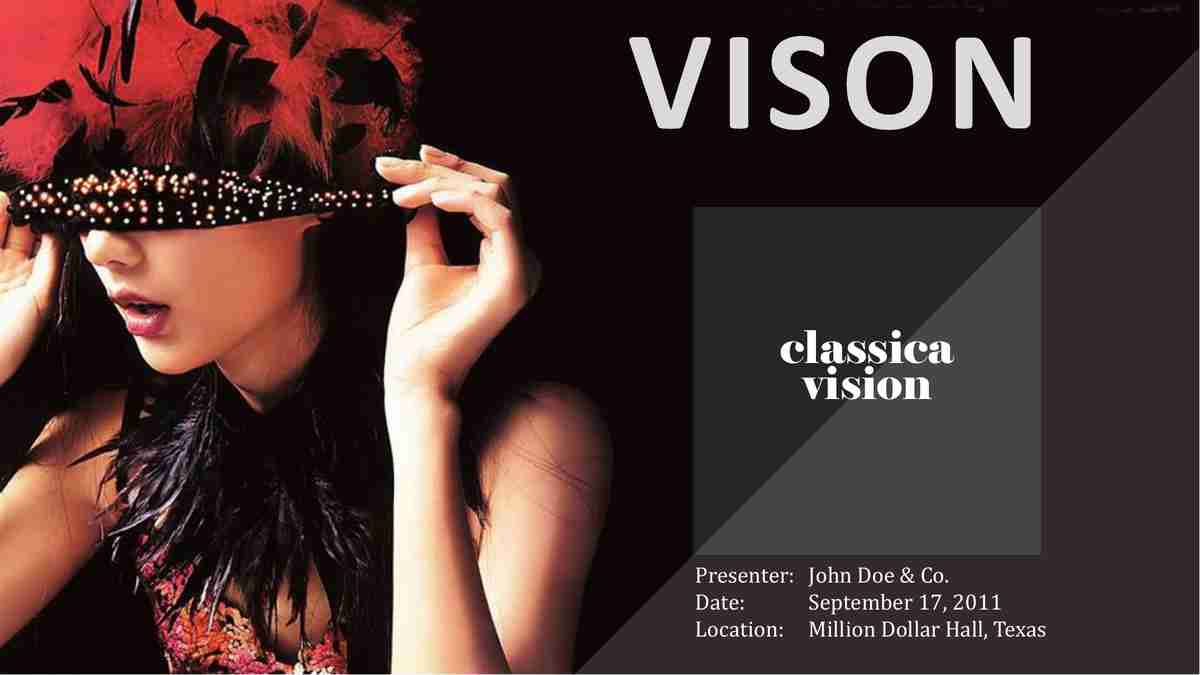 VISON
classica
vision
Presenter: John Doe & Co.
Date: September 17, 2011
Location: Million Dollar Hall, Texas